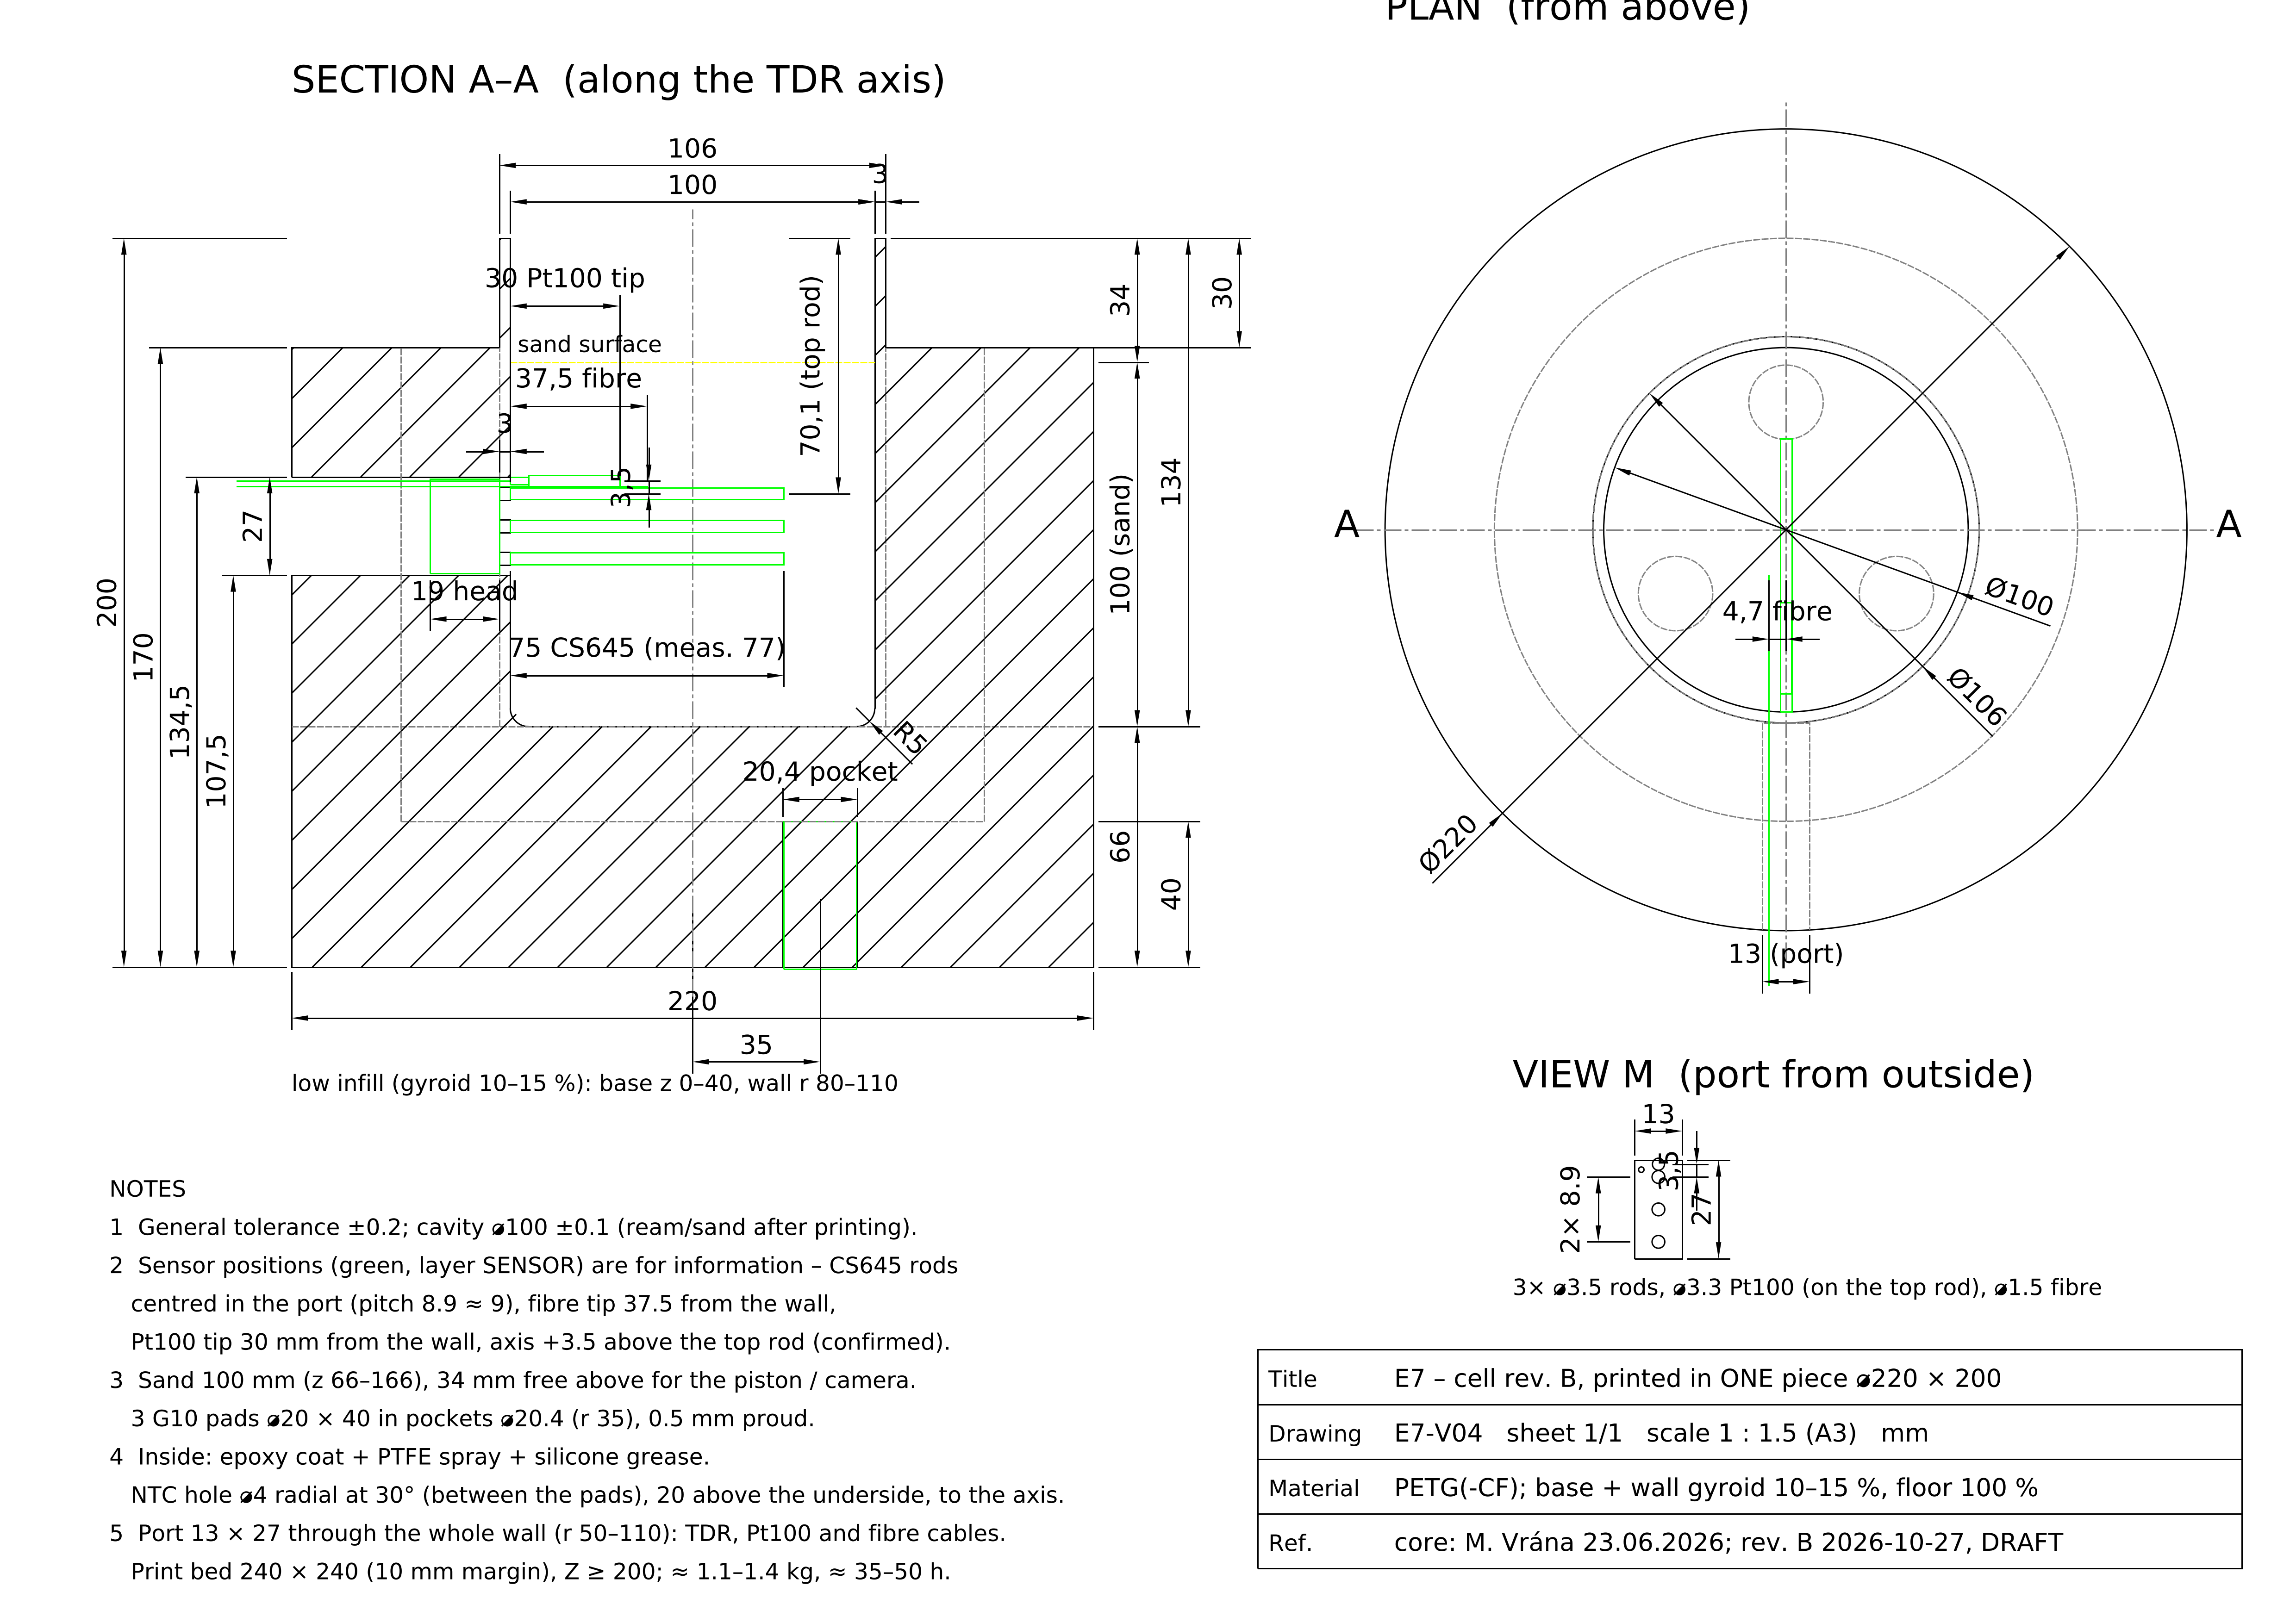 PLAN (from above)
SECTION A–A (along the TDR axis)
106
3
100
30 Pt100 tip
sand surface
37,5 fibre
3
70,1 (top rod)
3,5
34
30
134
100 (sand)
27
19 head
75 CS645 (meas. 77)
200
170
134,5
107,5
R5
20,4 pocket
66
40
220
35
low infill (gyroid 10–15 %): base z 0–40, wall r 80–110
A
A
Ø100
4,7 fibre
Ø106
Ø220
13 (port)
VIEW M (port from outside)
13
3,5
2× 8.9
27
3× ⌀3.5 rods, ⌀3.3 Pt100 (on the top rod), ⌀1.5 fibre
NOTES
1 General tolerance ±0.2; cavity ⌀100 ±0.1 (ream/sand after printing).
2 Sensor positions (green, layer SENSOR) are for information – CS645 rods
centred in the port (pitch 8.9 ≈ 9), fibre tip 37.5 from the wall,
Pt100 tip 30 mm from the wall, axis +3.5 above the top rod (confirmed).
3 Sand 100 mm (z 66–166), 34 mm free above for the piston / camera.
3 G10 pads ⌀20 × 40 in pockets ⌀20.4 (r 35), 0.5 mm proud.
4 Inside: epoxy coat + PTFE spray + silicone grease.
NTC hole ⌀4 radial at 30° (between the pads), 20 above the underside, to the axis.
5 Port 13 × 27 through the whole wall (r 50–110): TDR, Pt100 and fibre cables.
Print bed 240 × 240 (10 mm margin), Z ≥ 200; ≈ 1.1–1.4 kg, ≈ 35–50 h.
Title E7 – cell rev. B, printed in ONE piece ⌀220 × 200
Drawing E7-V04 sheet 1/1 scale 1 : 1.5 (A3) mm
Material PETG(-CF); base + wall gyroid 10–15 %, floor 100 %
Ref. core: M. Vrána 23.06.2026; rev. B 2026-10-27, DRAFT